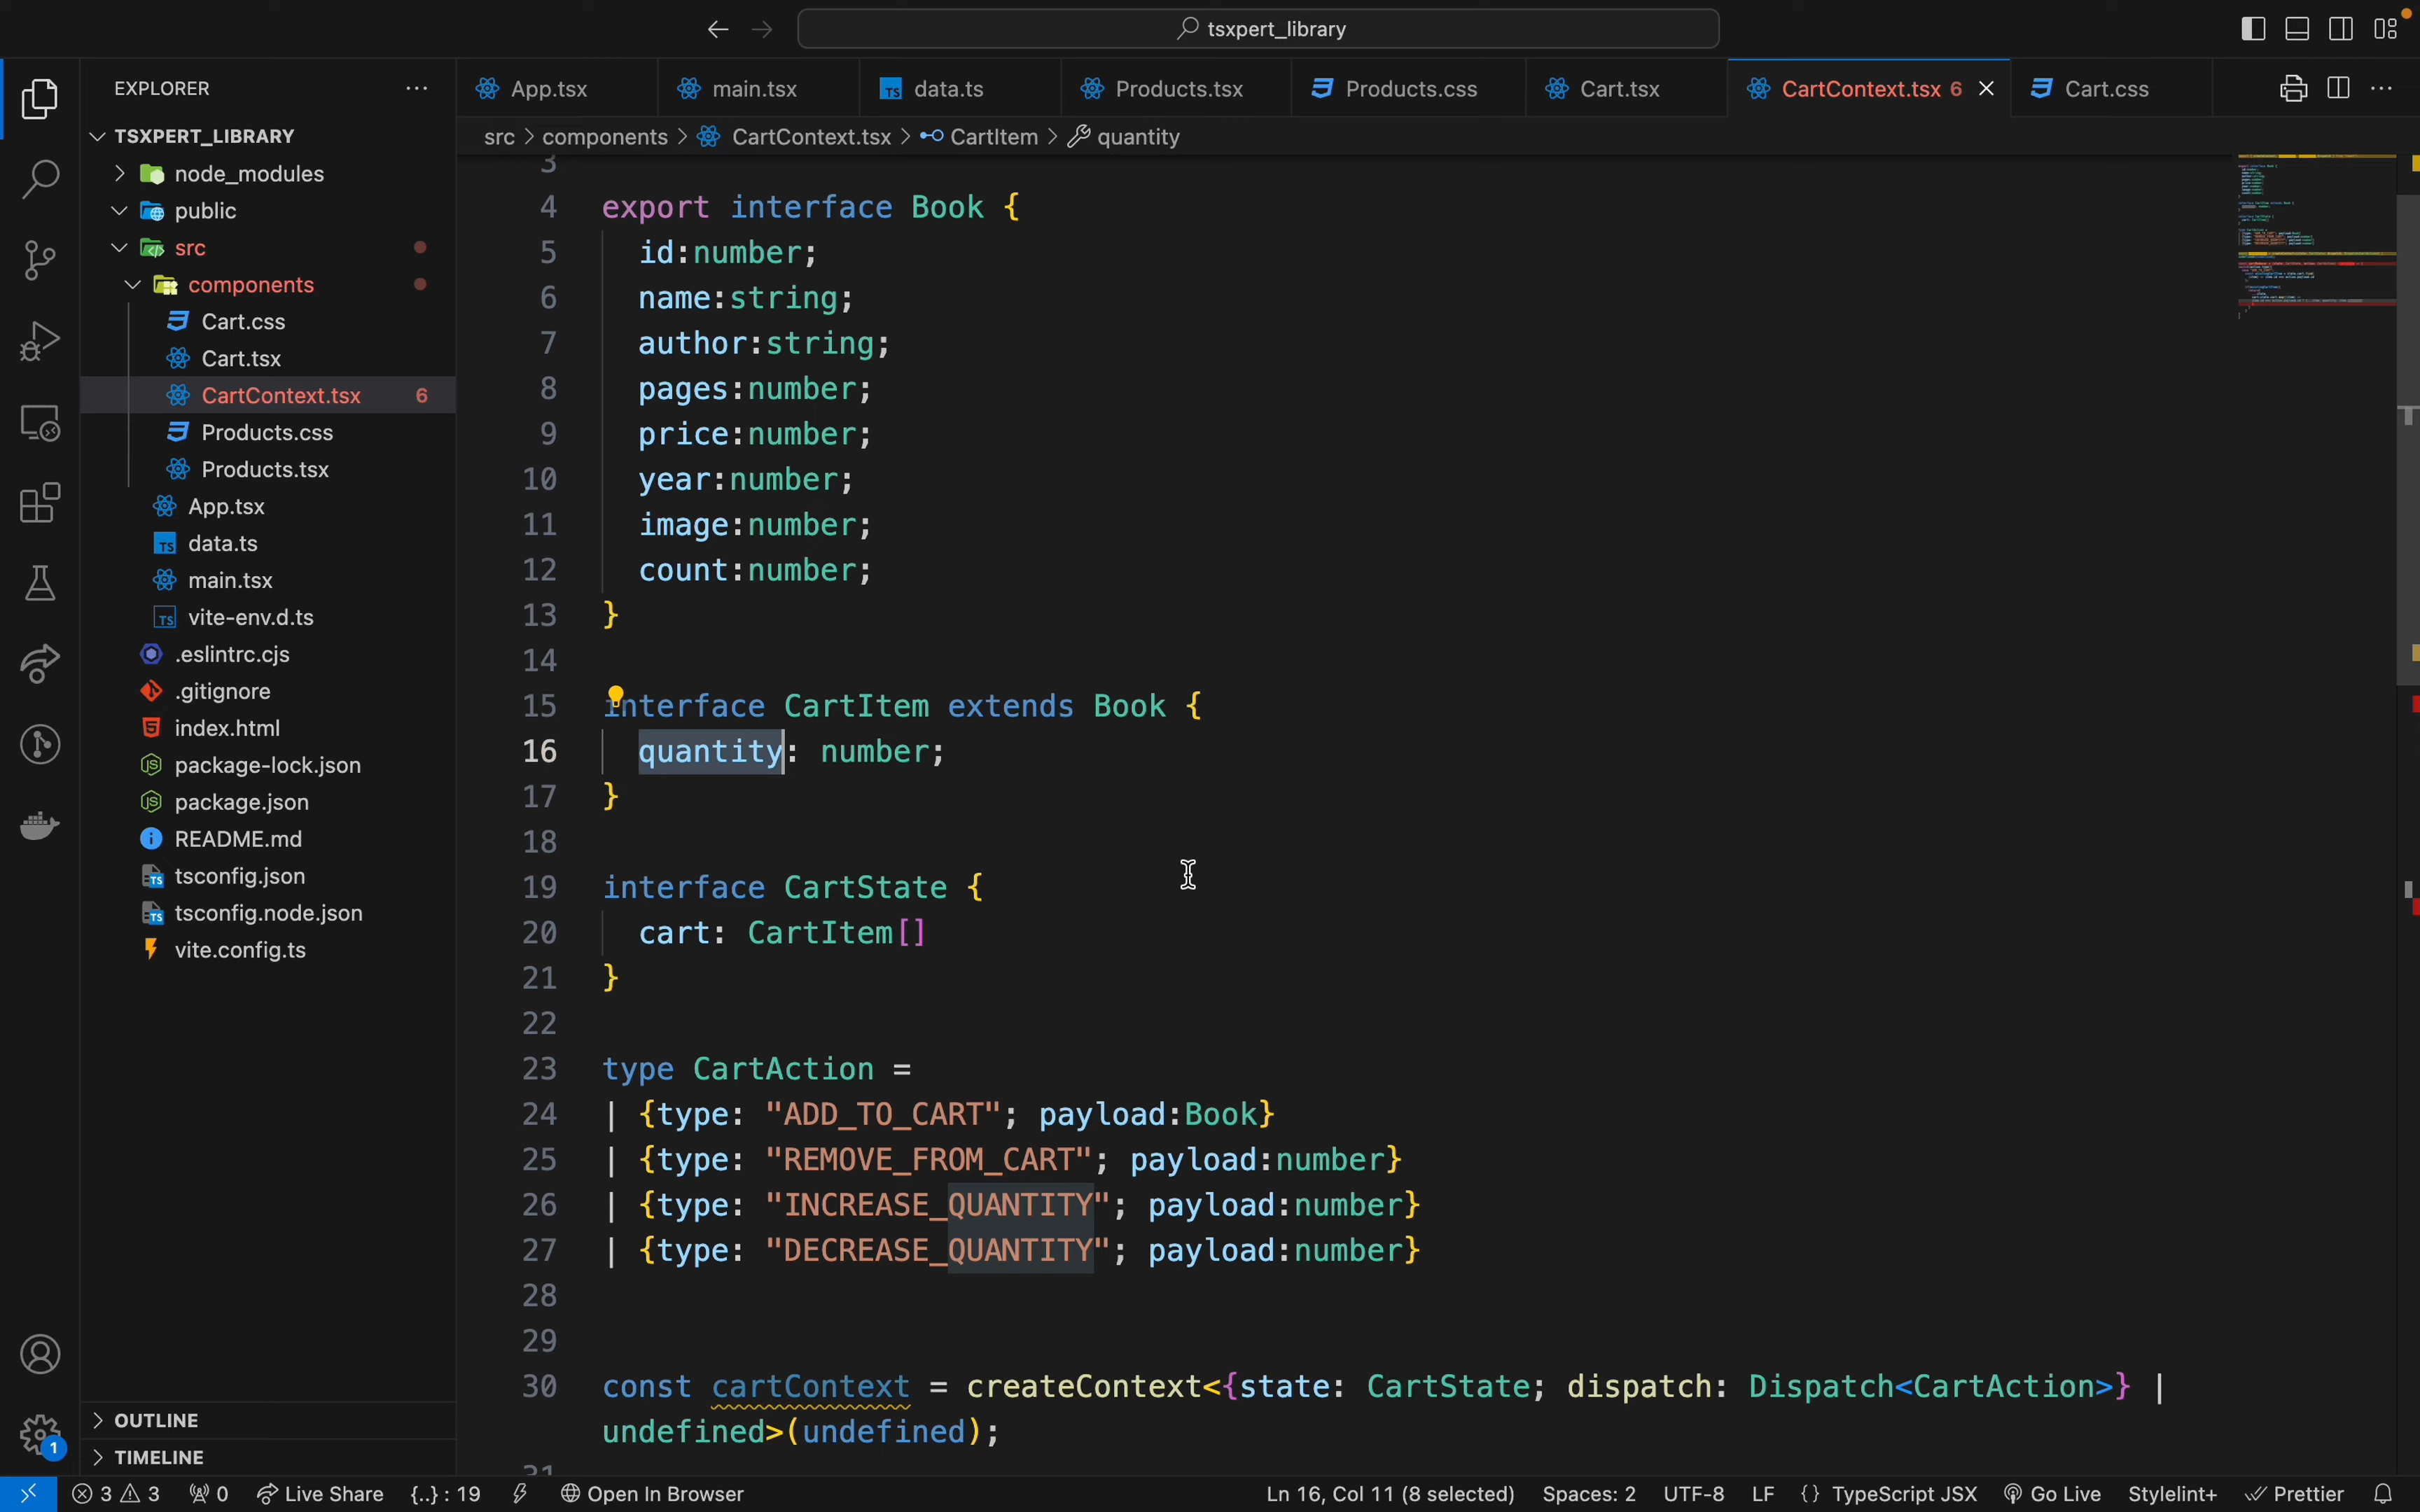 tsxpert_library
EXPLORER
TSXPERT_LIBRARY
node_modules
public
src
components
Cart.css
Cart.tsx
CartContext.tsx 6
Products.css
Products.tsx
App.tsx
data.ts
main.tsx
vite-env.d.ts
.eslintrc.cjs
.gitignore
index.html
package-lock.json
package.json
README.md
tsconfig.json
tsconfig.node.json
vite.config.ts
OUTLINE
TIMELINE
1
App.tsx main.tsx data.ts Products.tsx Products.css Cart.tsx CartContext.tsx 6 Cart.css
src > components > CartContext.tsx > CartItem > quantity
3
4 export interface Book {
5 id:number;
6 name:string;
7 author:string;
8 pages:number;
9 price:number;
10 year:number;
11 image:number;
12 count:number;
13 }
14
15 interface CartItem extends Book {
16 quantity: number;
17 }
18
19 interface CartState {
20 cart: CartItem[]
21 }
22
23 type CartAction =
24 | {type: "ADD_TO_CART"; payload:Book}
25 | {type: "REMOVE_FROM_CART"; payload:number}
26 | {type: "INCREASE_QUANTITY"; payload:number}
27 | {type: "DECREASE_QUANTITY"; payload:number}
28
29
30 const cartContext = createContext<{state: CartState; dispatch: Dispatch<CartAction>} |
undefined>(undefined);
31
3 3 0 Live Share {..} : 19 Open In Browser Ln 16, Col 11 (8 selected) Spaces: 2 UTF-8 LF {} TypeScript JSX Go Live Stylelint+ Prettier